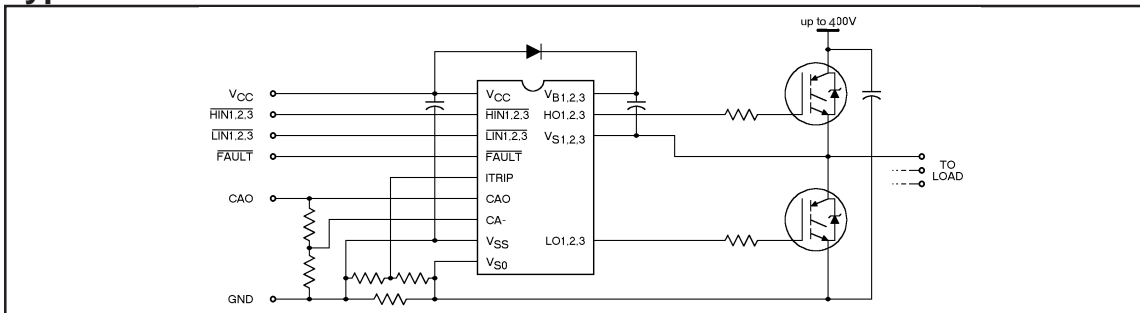 up to 400V
V̅CC
HIN1,2,3
LIN1,2,3
FAULT
CAO
GND
VCC
HIN1,2,3
LIN1,2,3
FAULT
ITRIP
CAO
CA-
VSS
VS0
VB1,2,3
HO1,2,3
VS1,2,3
LO1,2,3
TO
LOAD